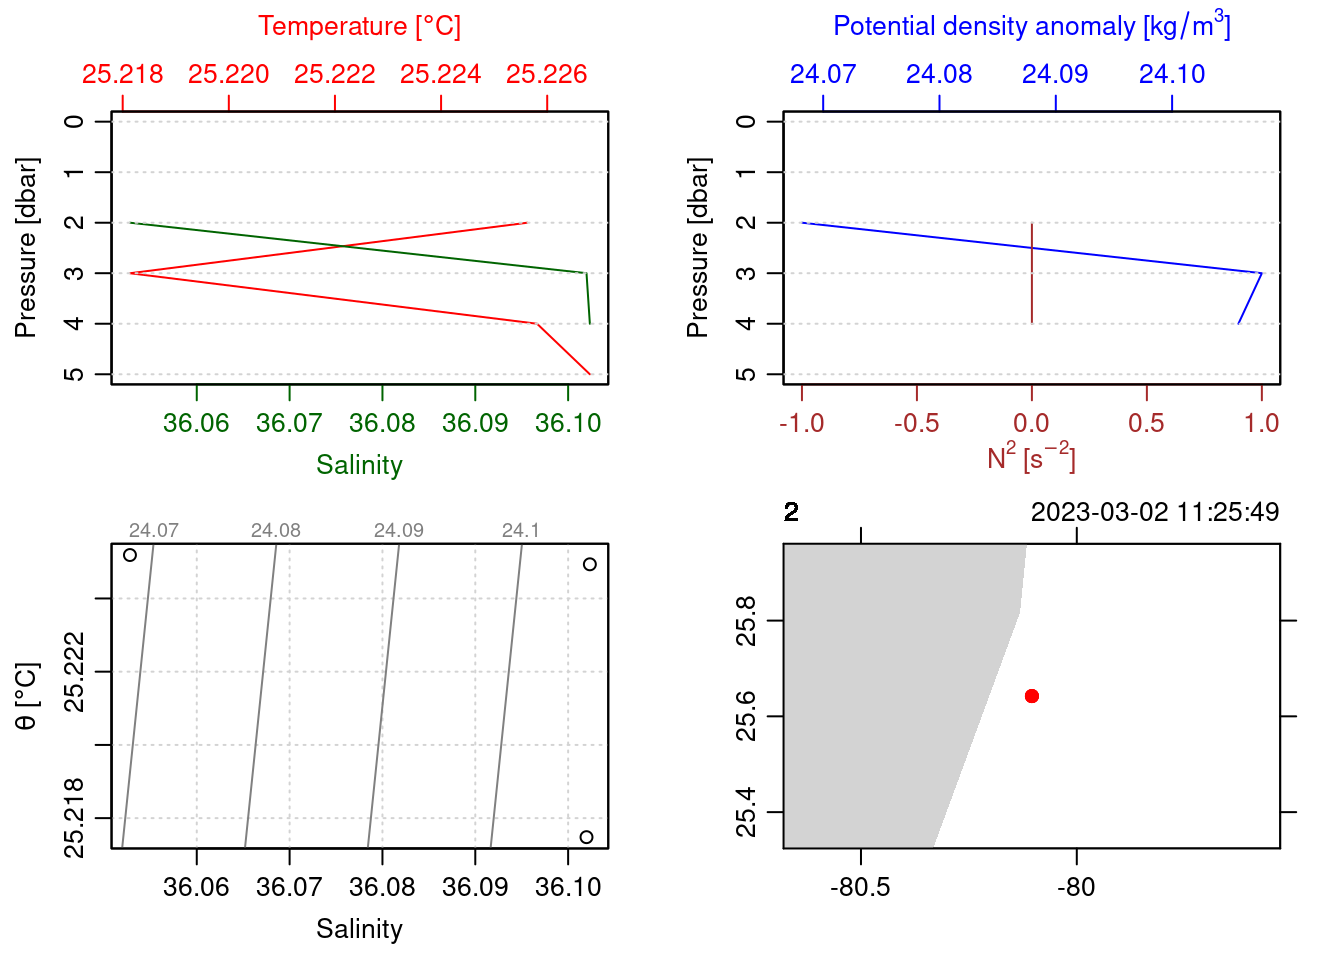 Temperature [°C]
25.218 25.220 25.222 25.224 25.226
0
1
2
3
4
5
Pressure [dbar]
36.06 36.07 36.08 36.09 36.10
Salinity
Potential density anomaly [kg/m³]
24.07 24.08 24.09 24.10
0
1
2
3
4
5
Pressure [dbar]
-1.0 -0.5 0.0 0.5 1.0
N² [s⁻²]
24.07 24.08 24.09 24.1
θ [°C]
25.222
25.218
36.06 36.07 36.08 36.09 36.10
Salinity
2 2023-03-02 11:25:49
25.8
25.6
25.4
-80.5 -80